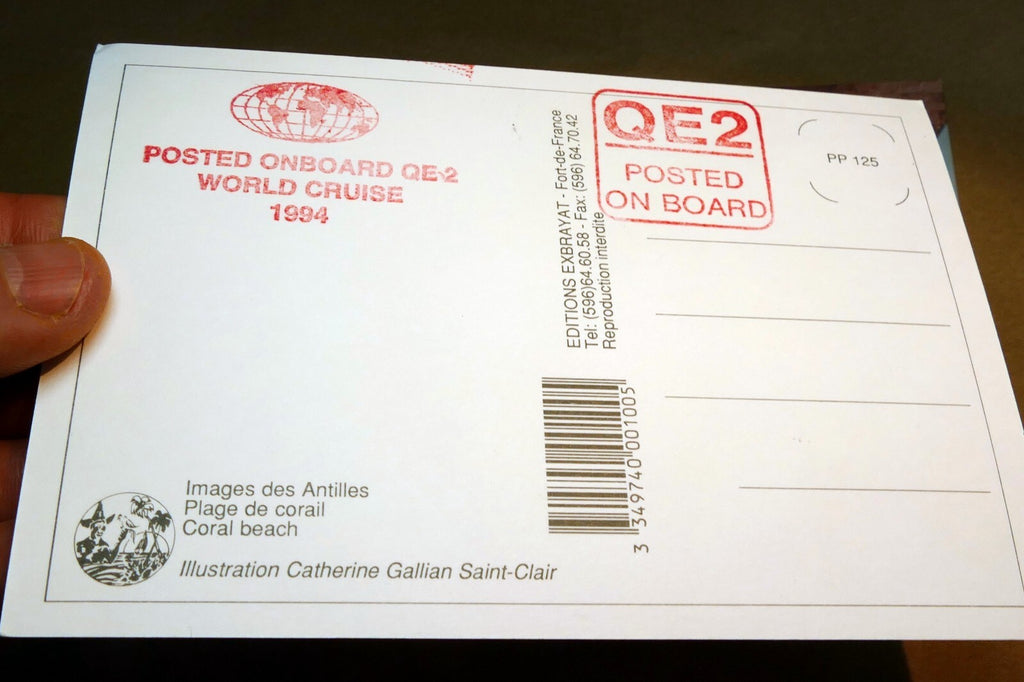 POSTED ONBOARD QE-2
WORLD CRUISE
1994
QE2
POSTED
ON BOARD
PP 125
EDITIONS EXBRAYAT - Fort-de-France
Tel: (596)64.60.58 - Fax: (596) 64.70.42
Reproduction interdite
3 349740 001005
Images des Antilles
Plage de corail
Coral beach
Illustration Catherine Gallian Saint-Clair